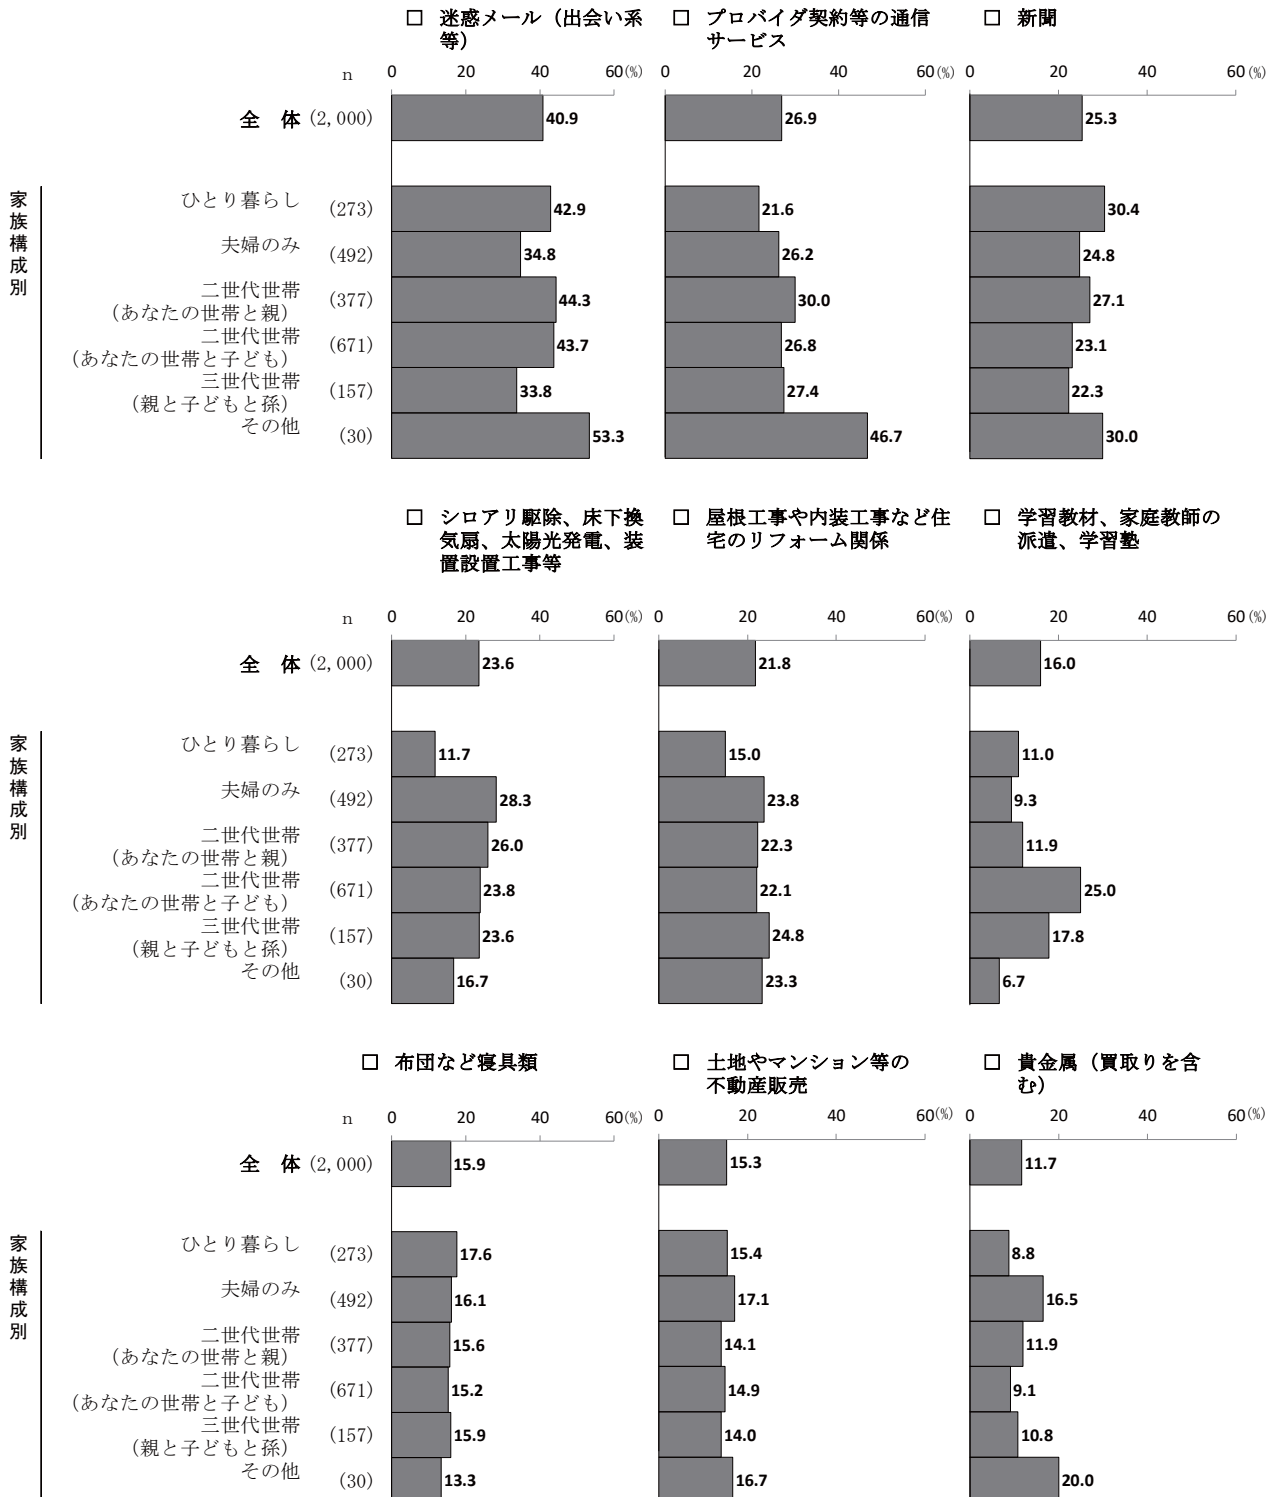 □ 迷惑メール（出会い系
等）
□ プロバイダ契約等の通信
サービス
□ 新聞
n 0 20 40 60(%) 0 20 40 60(%) 0 20 40 60(%)
全 体 (2,000) 40.9 26.9 25.3
家族構成別
ひとり暮らし (273) 42.9 21.6 30.4
夫婦のみ (492) 34.8 26.2 24.8
二世代世帯
（あなたの世帯と親） (377) 44.3 30.0 27.1
二世代世帯
（あなたの世帯と子ども） (671) 43.7 26.8 23.1
三世代世帯
（親と子どもと孫） (157) 33.8 27.4 22.3
その他 (30) 53.3 46.7 30.0
□ シロアリ駆除、床下換
気扇、太陽光発電、装
置設置工事等
□ 屋根工事や内装工事など住
宅のリフォーム関係
□ 学習教材、家庭教師の
派遣、学習塾
n 0 20 40 60(%) 0 20 40 60(%) 0 20 40 60(%)
全 体 (2,000) 23.6 21.8 16.0
家族構成別
ひとり暮らし (273) 11.7 15.0 11.0
夫婦のみ (492) 28.3 23.8 9.3
二世代世帯
（あなたの世帯と親） (377) 26.0 22.3 11.9
二世代世帯
（あなたの世帯と子ども） (671) 23.8 22.1 25.0
三世代世帯
（親と子どもと孫） (157) 23.6 24.8 17.8
その他 (30) 16.7 23.3 6.7
□ 布団など寝具類
□ 土地やマンション等の
不動産販売
□ 貴金属（買取りを含
む）
n 0 20 40 60(%) 0 20 40 60(%) 0 20 40 60(%)
全 体 (2,000) 15.9 15.3 11.7
家族構成別
ひとり暮らし (273) 17.6 15.4 8.8
夫婦のみ (492) 16.1 17.1 16.5
二世代世帯
（あなたの世帯と親） (377) 15.6 14.1 11.9
二世代世帯
（あなたの世帯と子ども） (671) 15.2 14.9 9.1
三世代世帯
（親と子どもと孫） (157) 15.9 14.0 10.8
その他 (30) 13.3 16.7 20.0